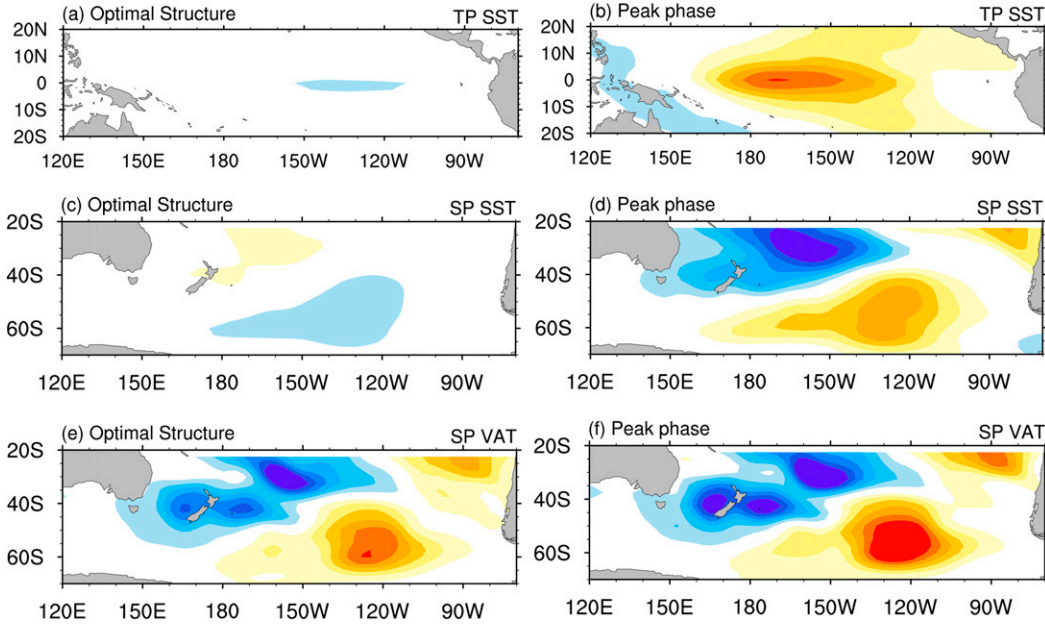 (a) Optimal Structure TP SST
20N
10N
0
10S
20S
120E 150E 180 150W 120W 90W
(b) Peak phase TP SST
20N
10N
0
10S
20S
120E 150E 180 150W 120W 90W
(c) Optimal Structure SP SST
20S
40S
60S
120E 150E 180 150W 120W 90W
(d) Peak phase SP SST
20S
40S
60S
120E 150E 180 150W 120W 90W
(e) Optimal Structure SP VAT
20S
40S
60S
120E 150E 180 150W 120W 90W
(f) Peak phase SP VAT
20S
40S
60S
120E 150E 180 150W 120W 90W